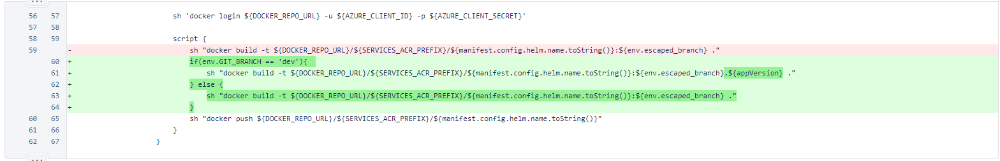 56 57 sh 'docker login ${DOCKER_REPO_URL} -u ${AZURE_CLIENT_ID} -p ${AZURE_CLIENT_SECRET}'
57 58
58 59 script {
59 - sh "docker build -t ${DOCKER_REPO_URL}/${SERVICES_ACR_PREFIX}/${manifest.config.helm.name.toString()}:${env.escaped_branch} ."
60 + if(env.GIT_BRANCH == 'dev'){
61 + sh "docker build -t ${DOCKER_REPO_URL}/${SERVICES_ACR_PREFIX}/${manifest.config.helm.name.toString()}:${env.escaped_branch}.${appVersion} ."
62 + } else {
63 + sh "docker build -t ${DOCKER_REPO_URL}/${SERVICES_ACR_PREFIX}/${manifest.config.helm.name.toString()}:${env.escaped_branch} ."
64 + }
60 65 sh "docker push ${DOCKER_REPO_URL}/${SERVICES_ACR_PREFIX}/${manifest.config.helm.name.toString()}"
61 66 }
62 67 }